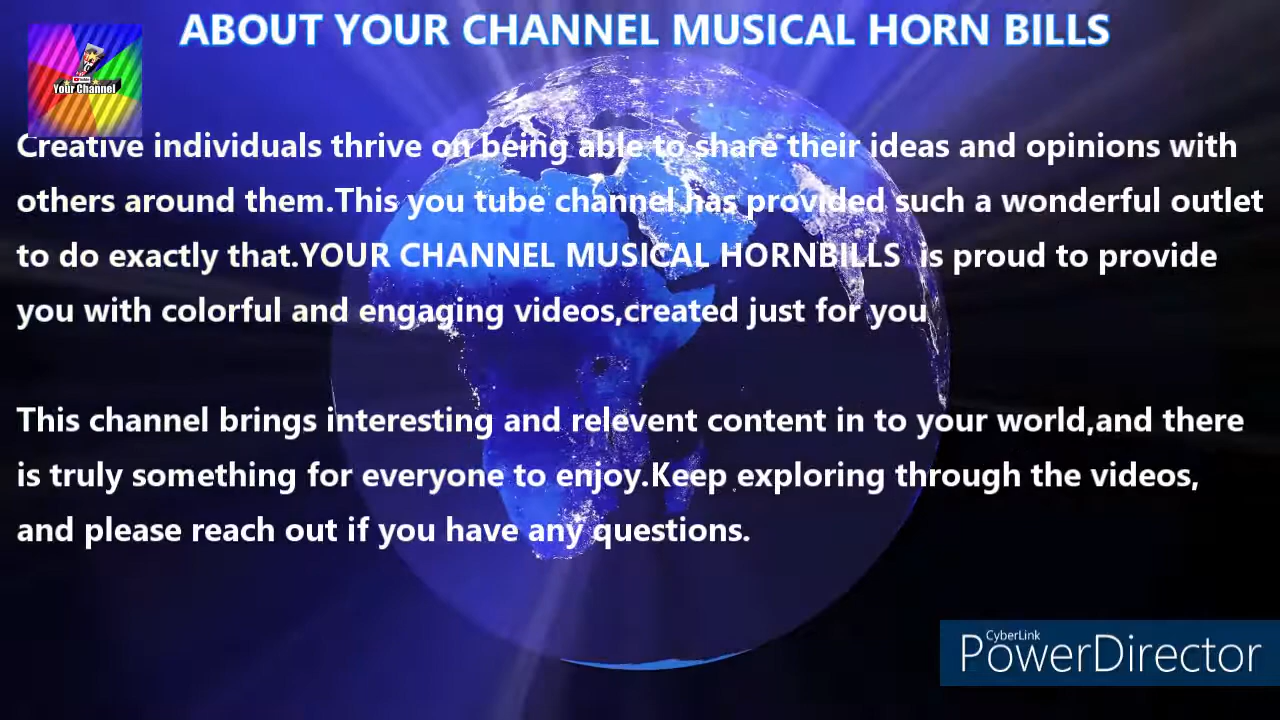 ABOUT YOUR CHANNEL MUSICAL HORN BILLS
Your Channel
Creative individuals thrive on being able to share their ideas and opinions with
others around them.This you tube channel has provided such a wonderful outlet
to do exactly that.YOUR CHANNEL MUSICAL HORNBILLS is proud to provide
you with colorful and engaging videos,created just for you
This channel brings interesting and relevent content in to your world,and there
is truly something for everyone to enjoy.Keep exploring through the videos,
and please reach out if you have any questions.
CyberLink
PowerDirector